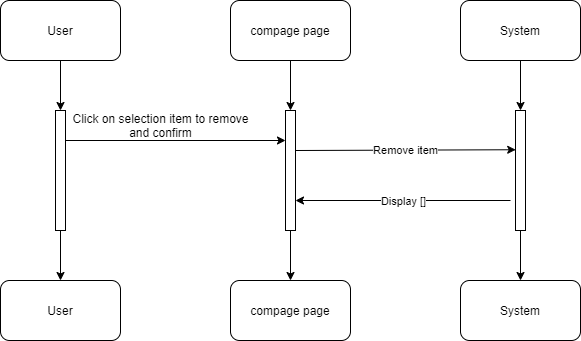 User
compage page
System
Click on selection item to remove
and confirm
Remove item
Display []
User
compage page
System